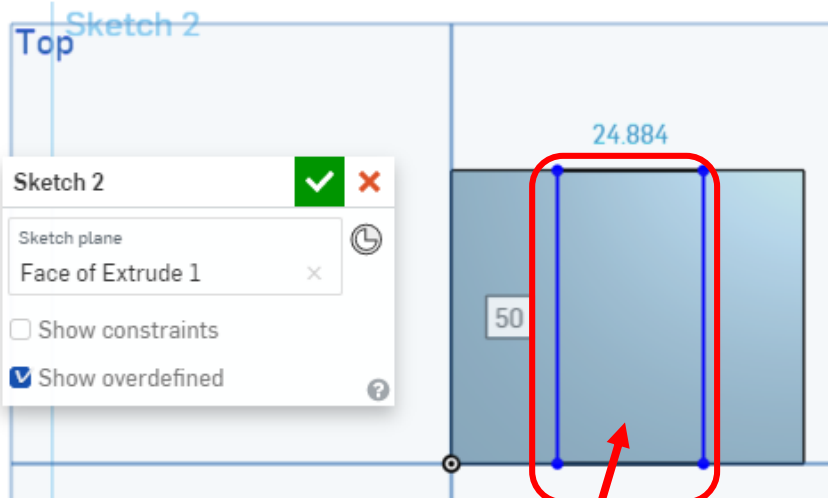 Sketch 2
Top
24.884
Sketch 2
Sketch plane
Face of Extrude 1
50
Show constraints
Show overdefined
?